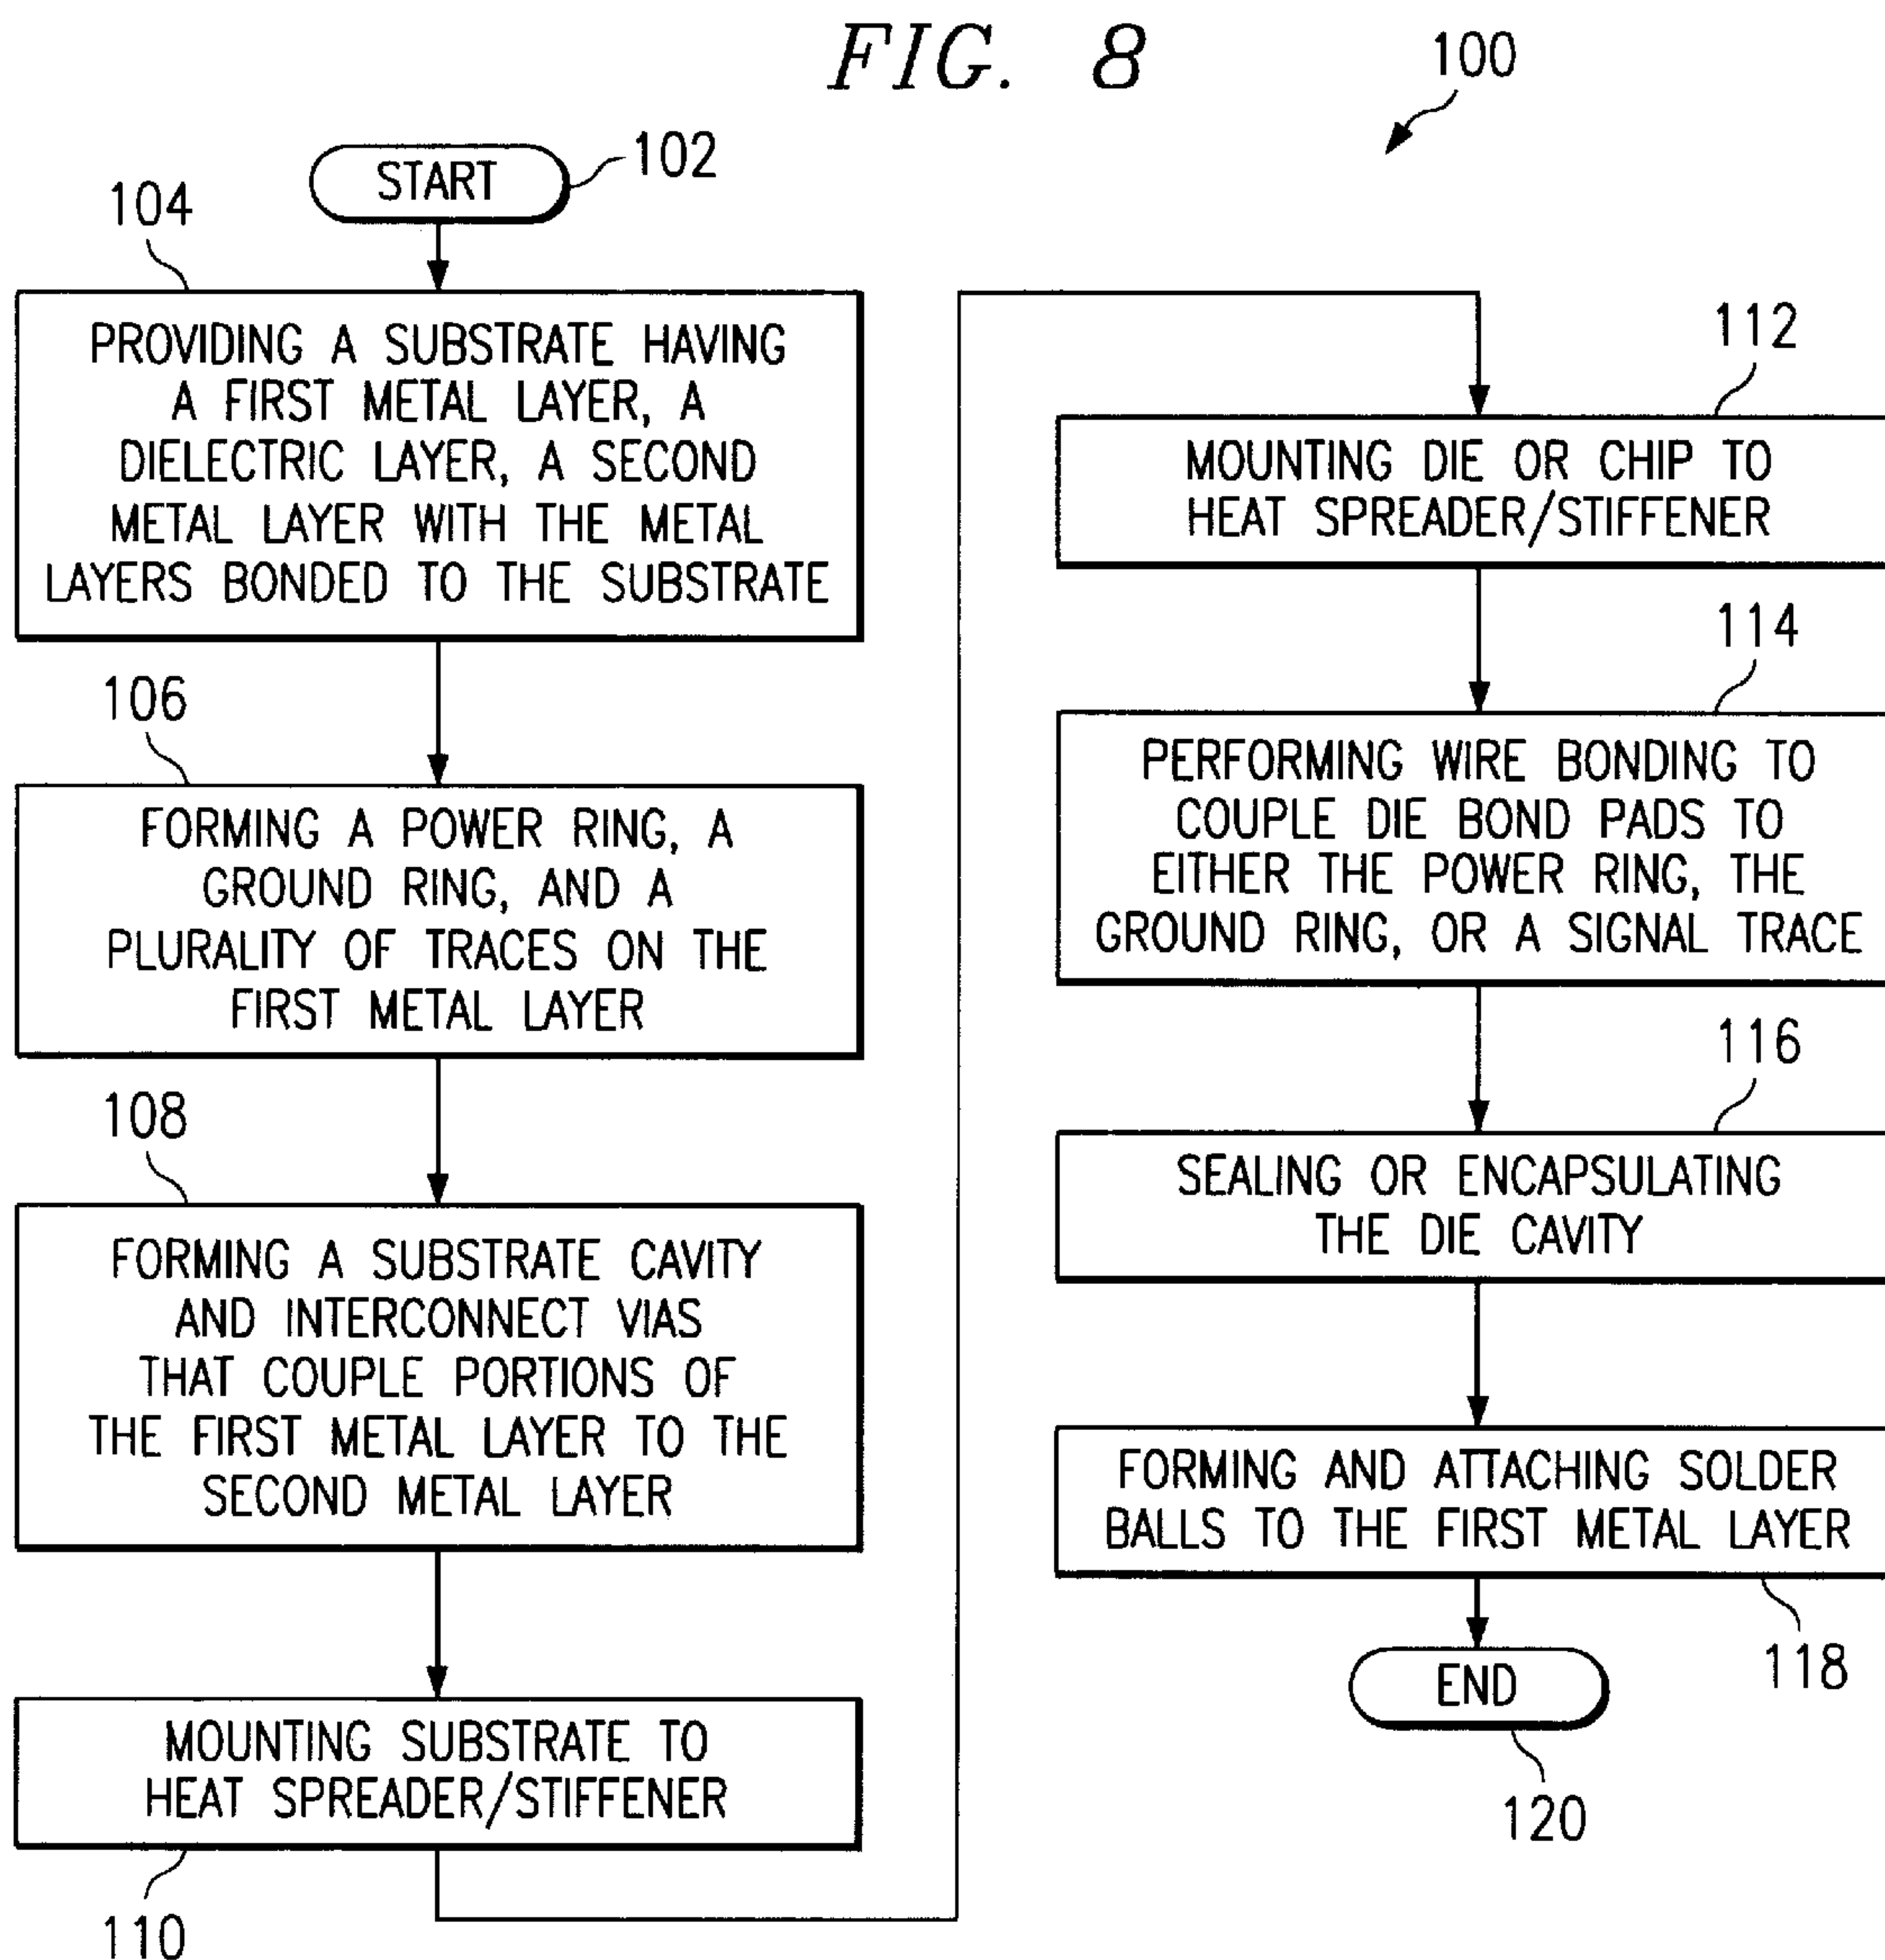 FIG. 8
100
START
102
104
PROVIDING A SUBSTRATE HAVING
A FIRST METAL LAYER, A
DIELECTRIC LAYER, A SECOND
METAL LAYER WITH THE METAL
LAYERS BONDED TO THE SUBSTRATE
106
FORMING A POWER RING, A
GROUND RING, AND A
PLURALITY OF TRACES ON THE
FIRST METAL LAYER
108
FORMING A SUBSTRATE CAVITY
AND INTERCONNECT VIAS
THAT COUPLE PORTIONS OF
THE FIRST METAL LAYER TO THE
SECOND METAL LAYER
MOUNTING SUBSTRATE TO
HEAT SPREADER/STIFFENER
110
112
MOUNTING DIE OR CHIP TO
HEAT SPREADER/STIFFENER
114
PERFORMING WIRE BONDING TO
COUPLE DIE BOND PADS TO
EITHER THE POWER RING, THE
GROUND RING, OR A SIGNAL TRACE
116
SEALING OR ENCAPSULATING
THE DIE CAVITY
FORMING AND ATTACHING SOLDER
BALLS TO THE FIRST METAL LAYER
118
END
120